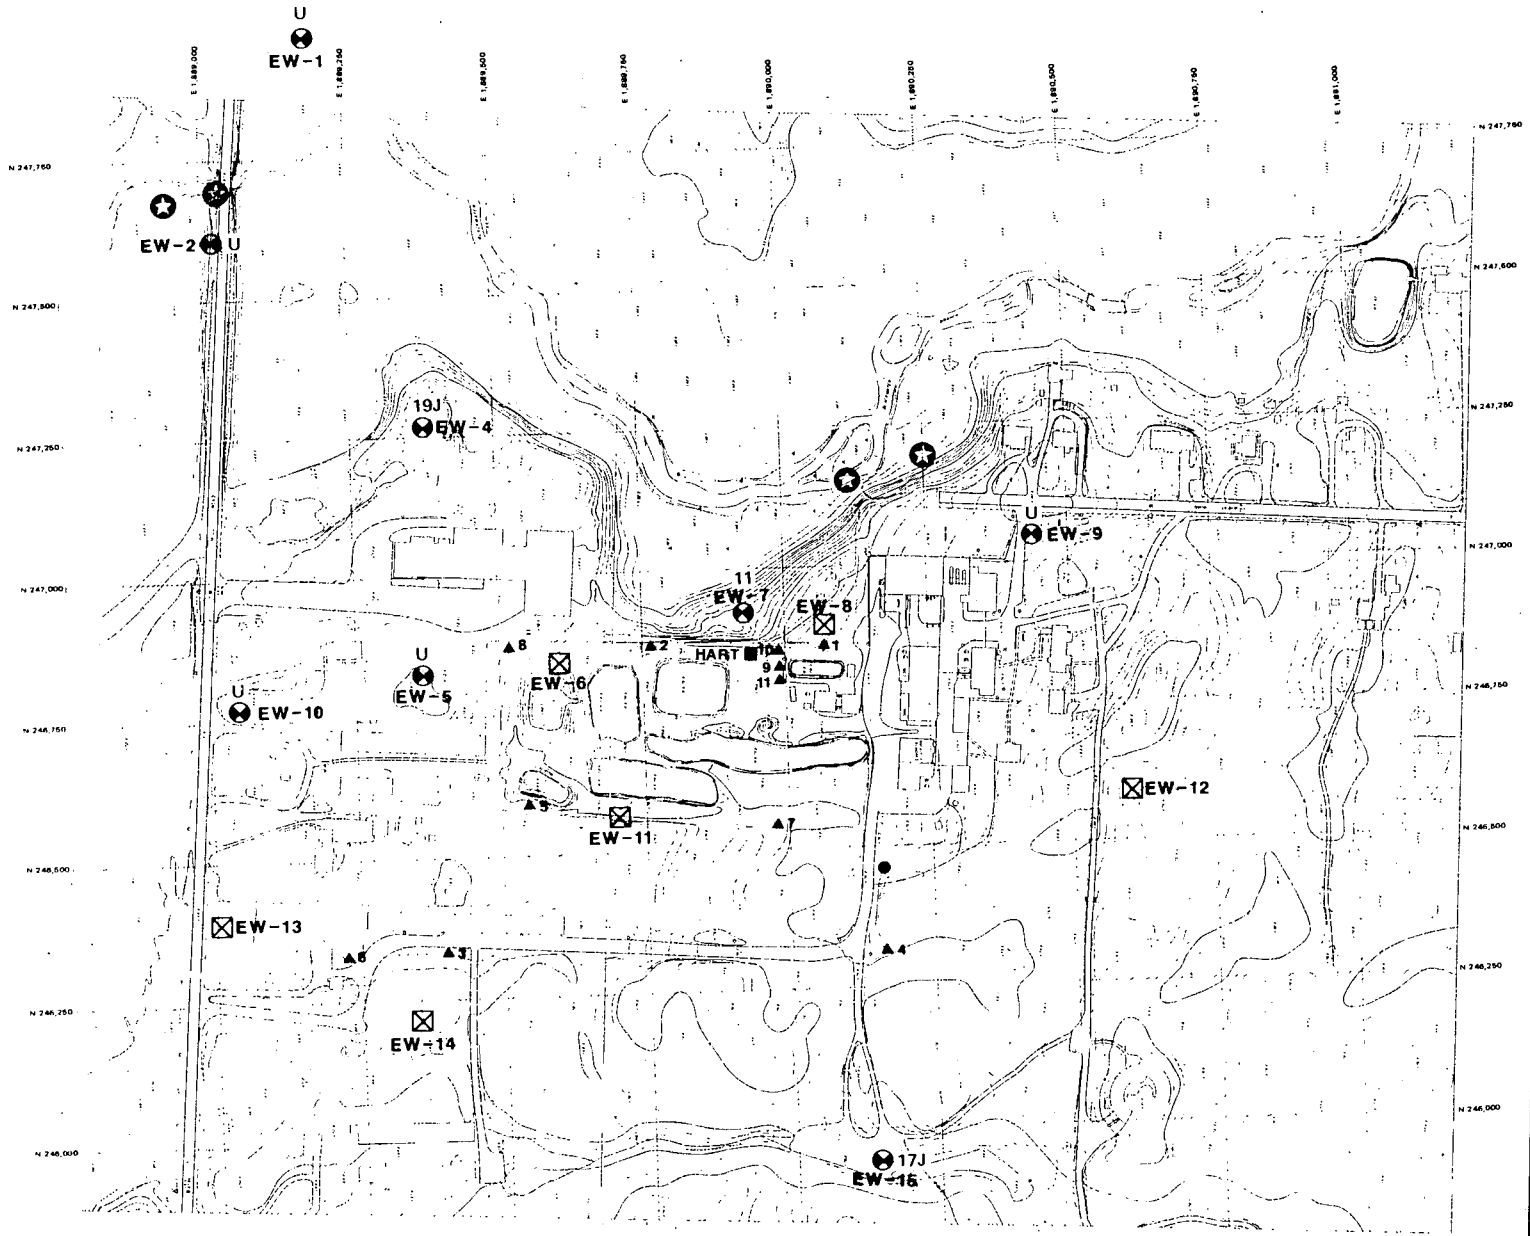 U
EW-1
E 1,889,000
E 1,889,250
E 1,889,500
E 1,889,750
E 1,890,000
E 1,890,250
E 1,890,500
E 1,890,750
E 1,891,000
N 247,750
N 247,750
EW-2 U
N 247,500
N 247,500
19J
EW-4
N 247,250
N 247,250
U
EW-9
N 247,000
N 247,000
11
EW-7
EW-8
8
2
HART
10
1
9
11
EW-6
U
EW-5
U
EW-10
N 246,750
N 246,750
EW-12
5
EW-11
7
N 246,500
N 246,500
EW-13
6
3
4
N 246,250
N 246,250
EW-14
N 246,000
N 246,000
17J
EW-15